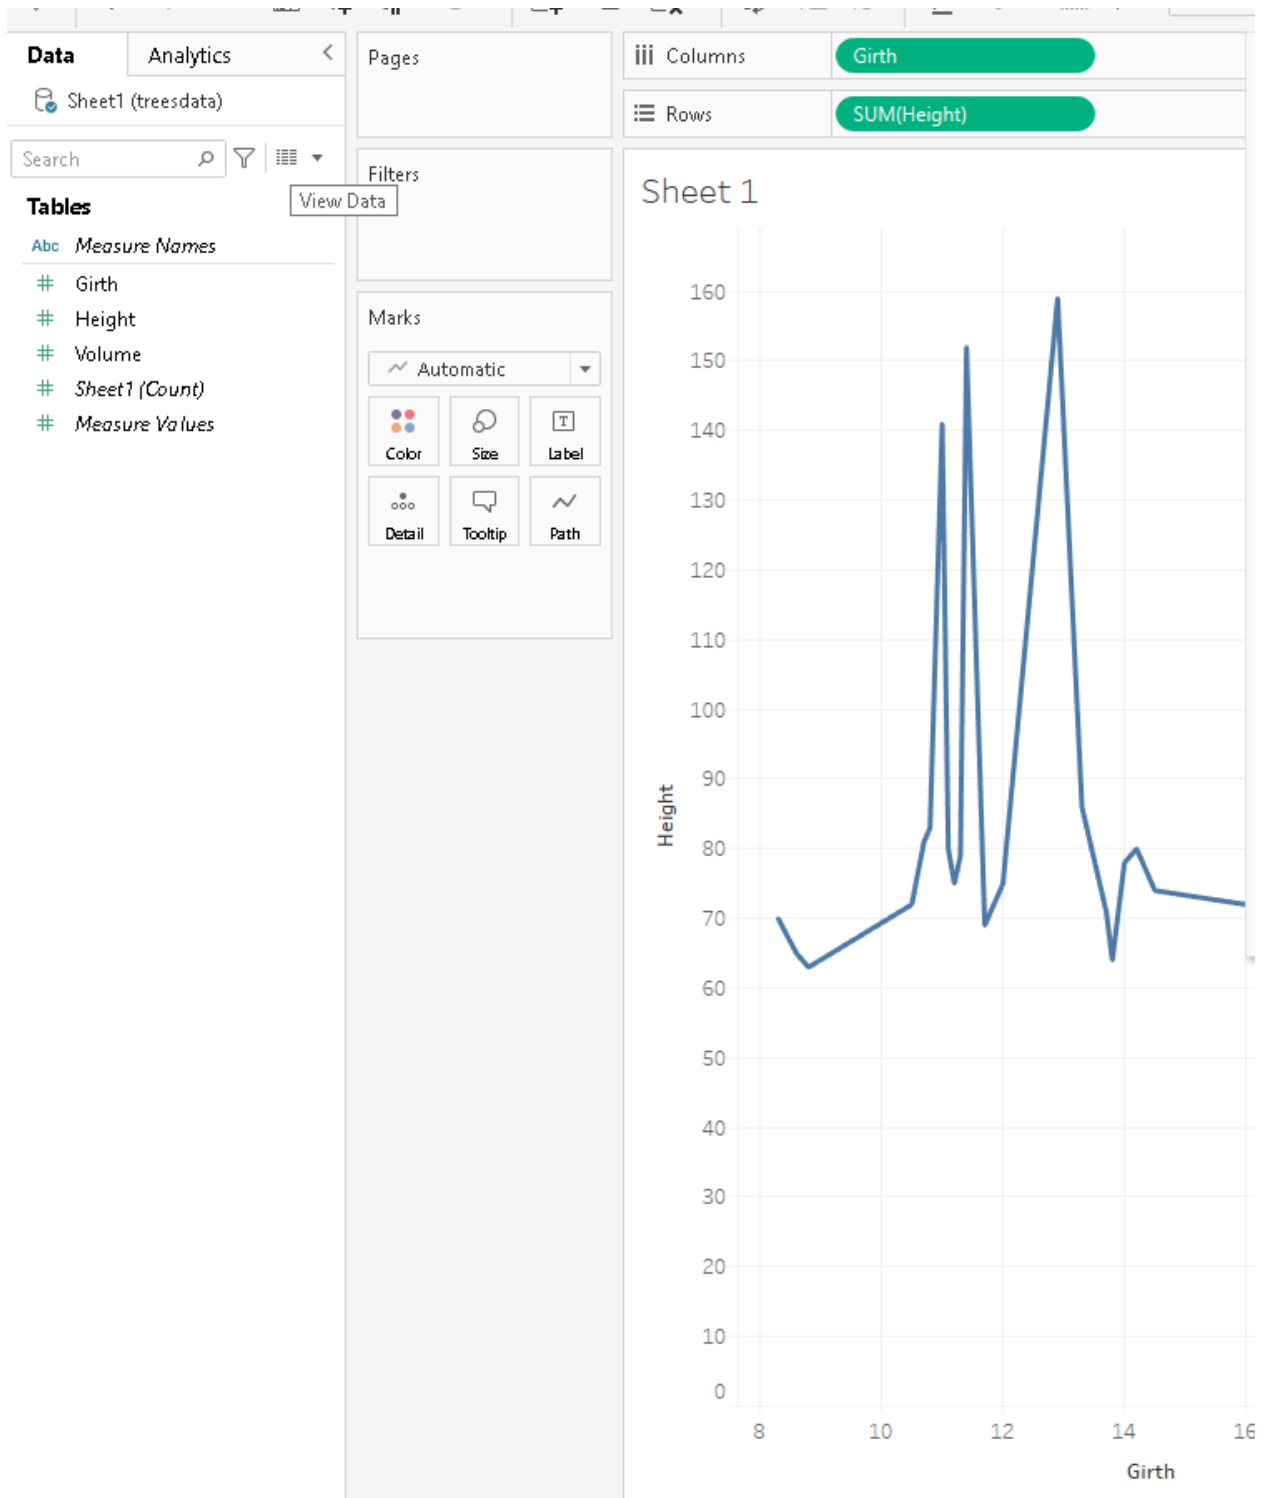 Data
Analytics
Sheet1 (treesdata)
Search
View Data
Tables
Abc Measure Names
Girth
Height
Volume
Sheet1 (Count)
Measure Values
Pages
Filters
Marks
Automatic
Color
Size
T
Label
Detail
Tooltip
Path
Columns
Girth
Rows
SUM(Height)
Sheet 1
160
150
140
130
120
110
100
90
80
70
60
50
40
30
20
10
0
Height
8
10
12
14
16
Girth